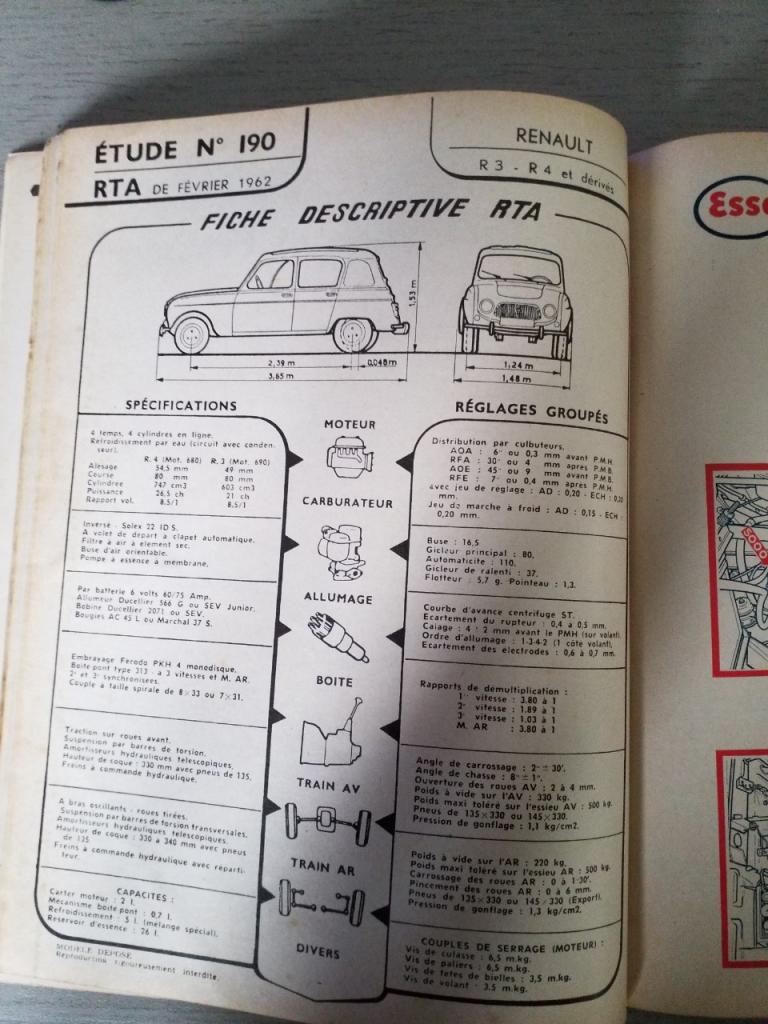 ÉTUDE N° 190
RTA DE FÉVRIER 1962
RENAULT
R 3 - R 4 et dérivés
FICHE DESCRIPTIVE RTA
1,53 m
2,39 m
0,048 m
3,65 m
1,24 m
1,48 m
SPÉCIFICATIONS
4 temps, 4 cylindres en ligne.
Refroidissement par eau (circuit avec conden-
seur).
R. 4 (Mot. 680) R. 3 (Mot. 690)
Alésage 54,5 mm 49 mm
Course 80 mm 80 mm
Cylindrée 747 cm3 603 cm3
Puissance 26,5 ch 21 ch
Rapport vol. 8,5/1 8,5/1
Inversé - Solex 22 IDS.
A volet de départ à clapet automatique.
Filtre à air à élément sec.
Buse d'air orientable.
Pompe à essence à membrane.
Par batterie 6 volts 60/75 Amp.
Allumeur Ducellier 566 G ou SEV Junior.
Bobine Ducellier 2071 ou SEV.
Bougies AC 45 L ou Marchal 37 S.
Embrayage Ferodo PKH 4 monodisque.
Boîte pont type 313 - à 3 vitesses et M. AR.
2e et 3e synchronisées.
Couple à taille spirale de 8×33 ou 7×31.
Traction sur roues avant.
Suspension par barres de torsion.
Amortisseurs hydrauliques télescopiques.
Hauteur de coque : 330 mm avec pneus de 135.
Freins à commande hydraulique.
A bras oscillants - roues tirées.
Suspension par barres de torsion transversales.
Amortisseurs hydrauliques télescopiques.
Hauteur de coque : 330 à 340 mm avec pneus
de 135
Freins à commande hydraulique avec réparti-
teur.
CAPACITÉS :
Carter moteur : 2 l.
Mécanisme boîte-pont : 0,7 l.
Refroidissement : 5 l. (mélange spécial).
Réservoir d'essence : 26 l.
MODÈLE DÉPOSÉ
Reproduction rigoureusement interdite.
MOTEUR
CARBURATEUR
ALLUMAGE
BOITE
TRAIN AV
TRAIN AR
DIVERS
RÉGLAGES GROUPÉS
Distribution par culbuteurs.
AOA : 6° ou 0,3 mm avant P.M.H.
RFA : 30° ou 4 mm après P.M.B.
AOE : 45° ou 9 mm avant P.M.B.
RFE : 7° ou 0,4 mm après P.M.H.
avec jeu de réglage : AD : 0,20 - ECH : 0,20
mm.
Jeu de marche à froid : AD : 0,15 - ECH :
0,20 mm.
Buse : 16,5
Gicleur principal : 80.
Automaticité : 110.
Gicleur de ralenti : 37.
Flotteur : 5,7 g. Pointeau : 1,3.
Courbe d'avance centrifuge ST.
Ecartement du rupteur : 0,4 à 0,5 mm.
Calage : 4 ± 2 mm avant le PMH (sur volant).
Ordre d'allumage : 1-3-4-2 (1 côté volant).
Ecartement des électrodes : 0,6 à 0,7 mm.
Rapports de démultiplication :
1re vitesse : 3.80 à 1
2e vitesse : 1.89 à 1
3e vitesse : 1.03 à 1
M. AR : 3.80 à 1
Angle de carrossage : 2° ± 30'.
Angle de chasse : 8° ± 1°.
Ouverture des roues AV : 2 à 4 mm.
Poids à vide sur l'AV : 330 kg.
Poids maxi toléré sur l'essieu AV : 500 kg.
Pneus de 135×330 ou 145×330.
Pression de gonflage : 1,1 kg/cm2.
Poids à vide sur l'AR : 220 kg.
Poids maxi toléré sur l'essieu AR : 500 kg.
Carrossage des roues AR : 0 à 1°30'.
Pincement des roues AR : 0 à 6 mm.
Pneus de 135×330 ou 145×330 (Export).
Pression de gonflage : 1,3 kg/cm2.
COUPLES DE SERRAGE (MOTEUR) :
Vis de culasse : 6,5 m.kg.
Vis de paliers : 6,5 m.kg.
Vis de têtes de bielles : 3,5 m.kg.
Vis de volant : 3.5 m.kg.
Esso
5000